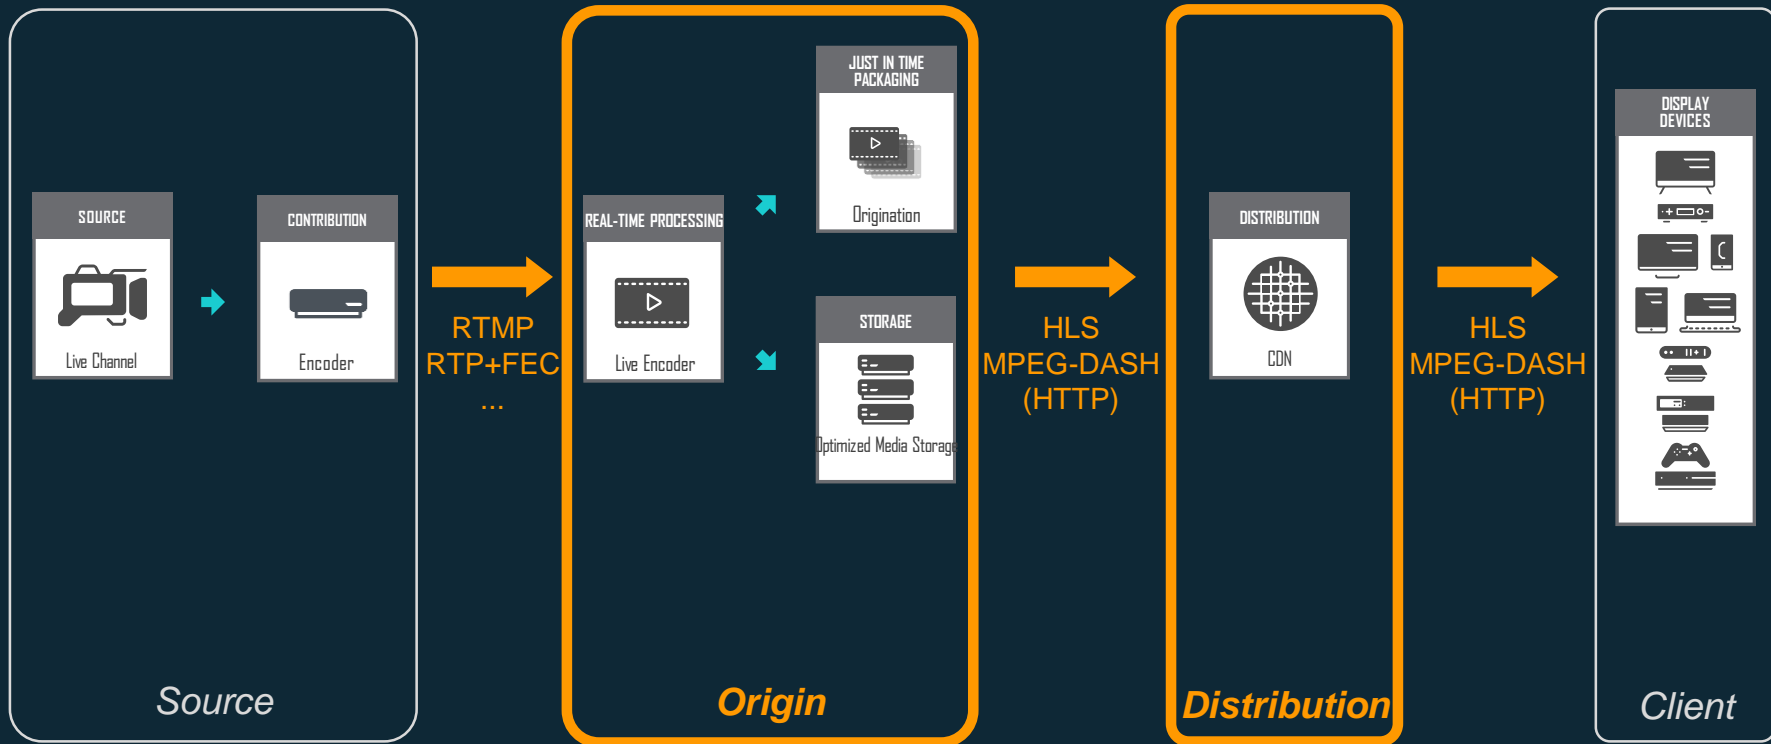 SOURCE
Live Channel
CONTRIBUTION
Encoder
Source
RTMP
RTP+FEC
...
REAL-TIME PROCESSING
Live Encoder
JUST IN TIME
PACKAGING
Origination
STORAGE
Optimized Media Storage
Origin
HLS
MPEG-DASH
(HTTP)
DISTRIBUTION
CDN
Distribution
HLS
MPEG-DASH
(HTTP)
DISPLAY
DEVICES
Client